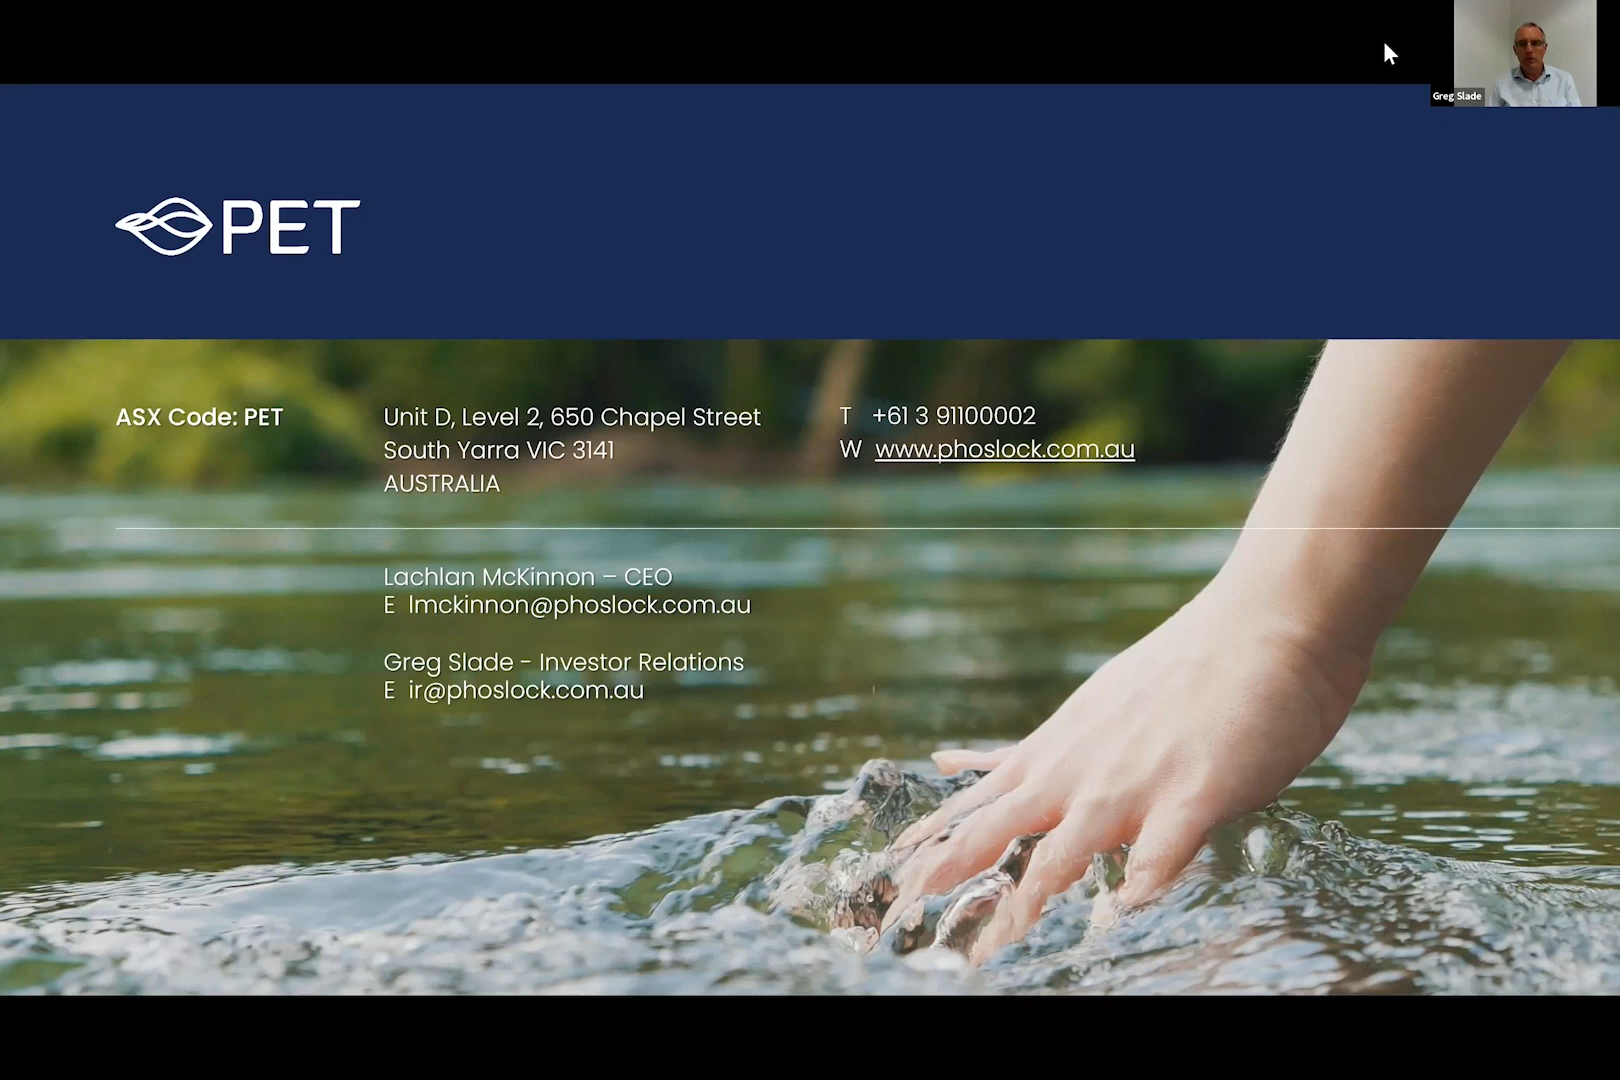 Greg Slade
PET
ASX Code: PET
Unit D, Level 2, 650 Chapel Street
South Yarra VIC 3141
AUSTRALIA
T +61 3 91100002
W www.phoslock.com.au
Lachlan McKinnon – CEO
E lmckinnon@phoslock.com.au
Greg Slade - Investor Relations
E ir@phoslock.com.au